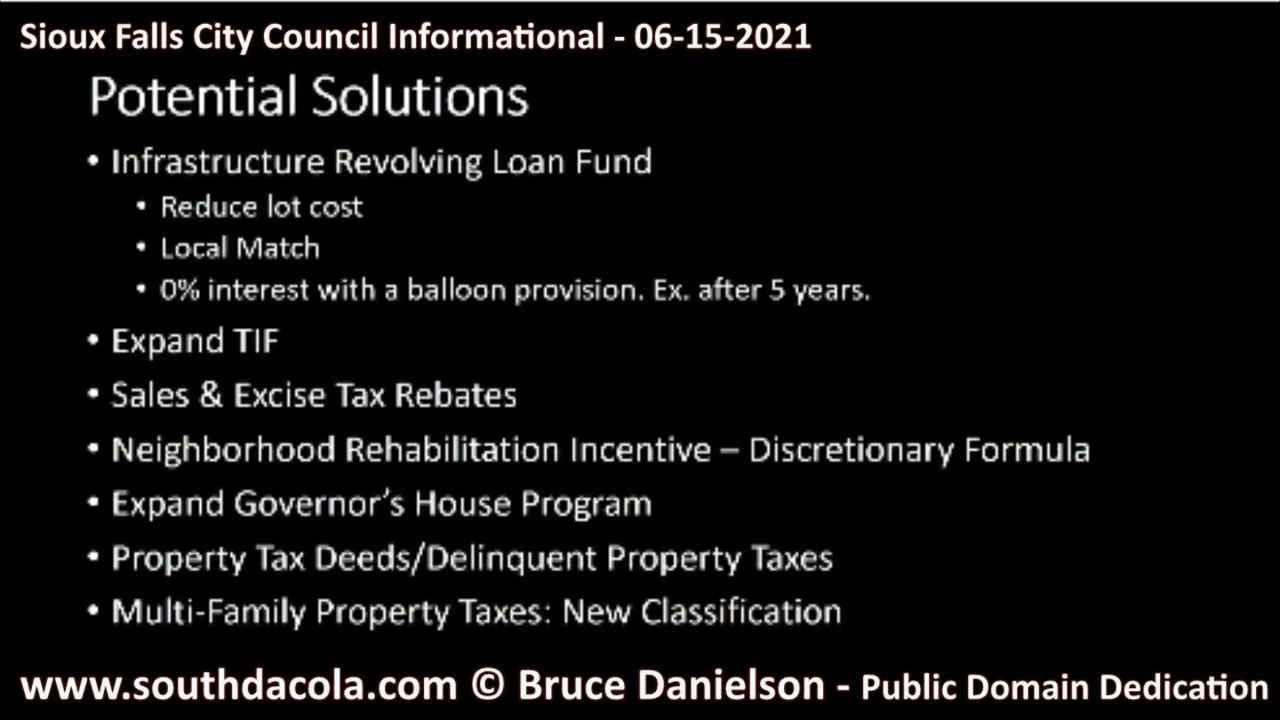 Sioux Falls City Council Informational - 06-15-2021
Potential Solutions
• Infrastructure Revolving Loan Fund
• Reduce lot cost
• Local Match
• 0% interest with a balloon provision. Ex. after 5 years.
• Expand TIF
• Sales & Excise Tax Rebates
• Neighborhood Rehabilitation Incentive – Discretionary Formula
• Expand Governor’s House Program
• Property Tax Deeds/Delinquent Property Taxes
• Multi-Family Property Taxes: New Classification
www.southdacola.com © Bruce Danielson - Public Domain Dedication